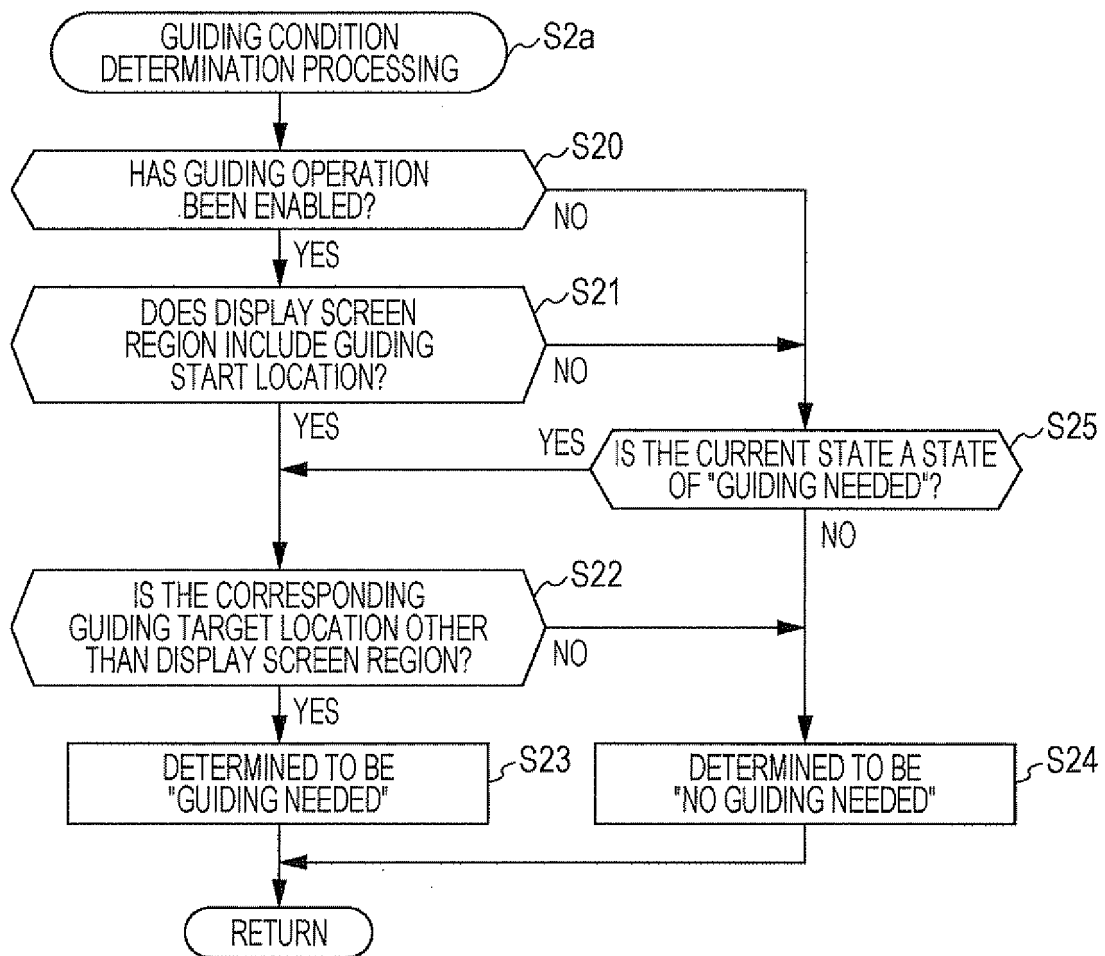 GUIDING CONDITION
DETERMINATION PROCESSING
S2a
HAS GUIDING OPERATION
BEEN ENABLED?
S20
NO
YES
DOES DISPLAY SCREEN
REGION INCLUDE GUIDING
START LOCATION?
S21
NO
YES
YES
IS THE CURRENT STATE A STATE
OF "GUIDING NEEDED"?
S25
NO
IS THE CORRESPONDING
GUIDING TARGET LOCATION OTHER
THAN DISPLAY SCREEN REGION?
S22
NO
YES
DETERMINED TO BE
"GUIDING NEEDED"
S23
DETERMINED TO BE
"NO GUIDING NEEDED"
S24
RETURN